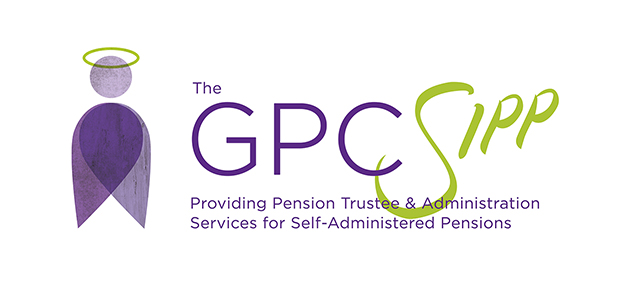 The
GPC SIPP
Providing Pension Trustee & Administration
Services for Self-Administered Pensions